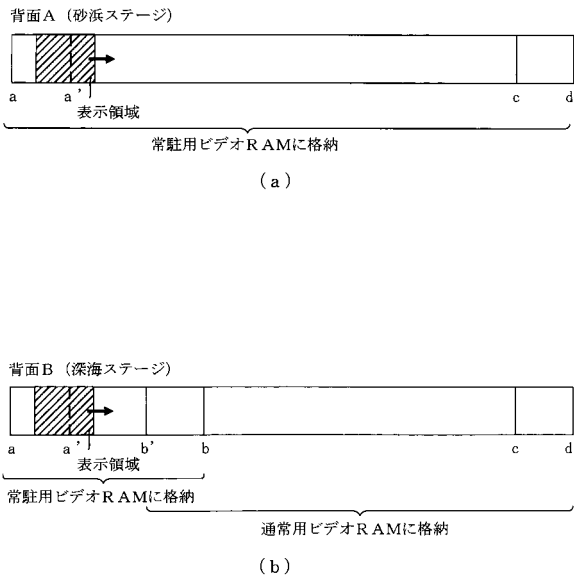 背面A（砂浜ステージ）
a a' c d
表示領域
常駐用ビデオRAMに格納
（a）
背面B（深海ステージ）
a a' b' b c d
表示領域
常駐用ビデオRAMに格納
通常用ビデオRAMに格納
（b）